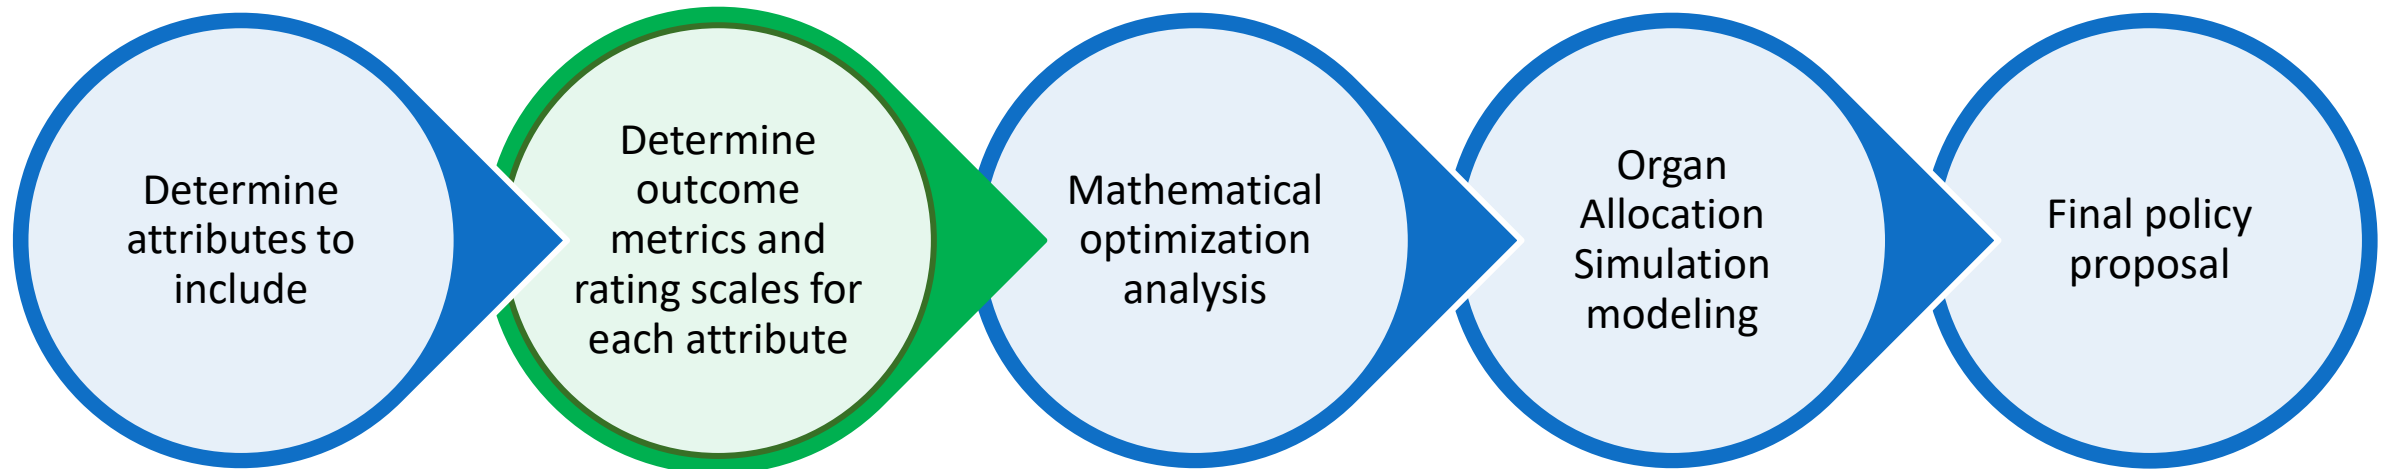 Determine
attributes to
include
Determine
outcome
metrics and
rating scales for
each attribute
Mathematical
optimization
analysis
Organ
Allocation
Simulation
modeling
Final policy
proposal